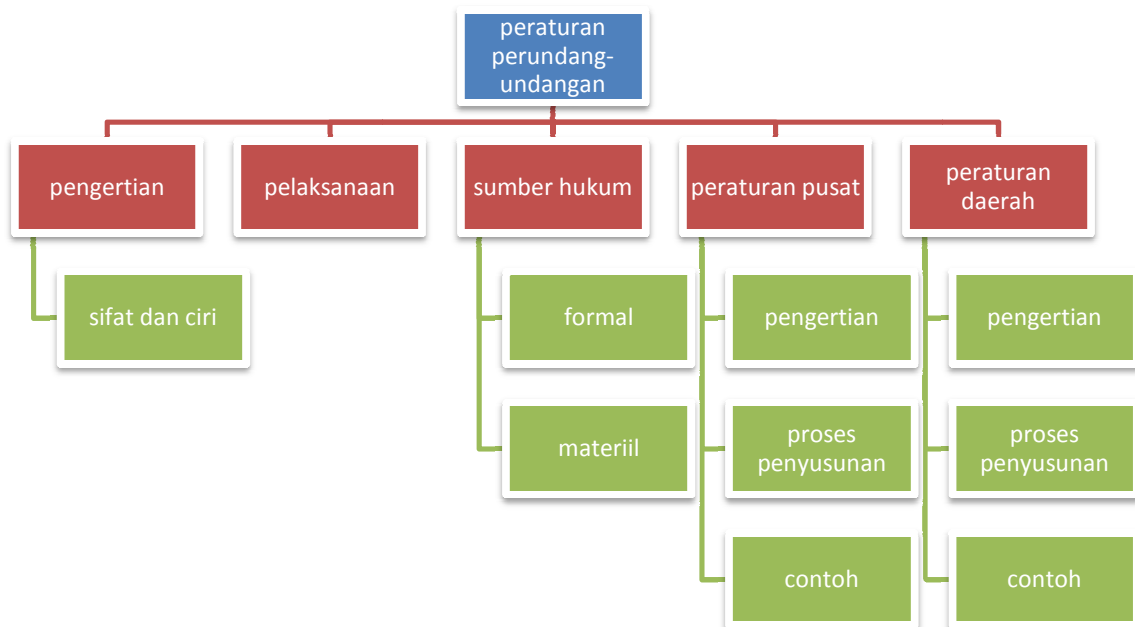 peraturan
perundang-
undangan
pengertian
pelaksanaan
sumber hukum
peraturan pusat
peraturan
daerah
sifat dan ciri
formal
pengertian
pengertian
materiil
proses
penyusunan
proses
penyusunan
contoh
contoh